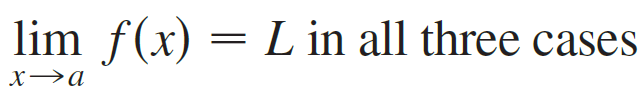 lim f(x) = L in all three cases
x→a